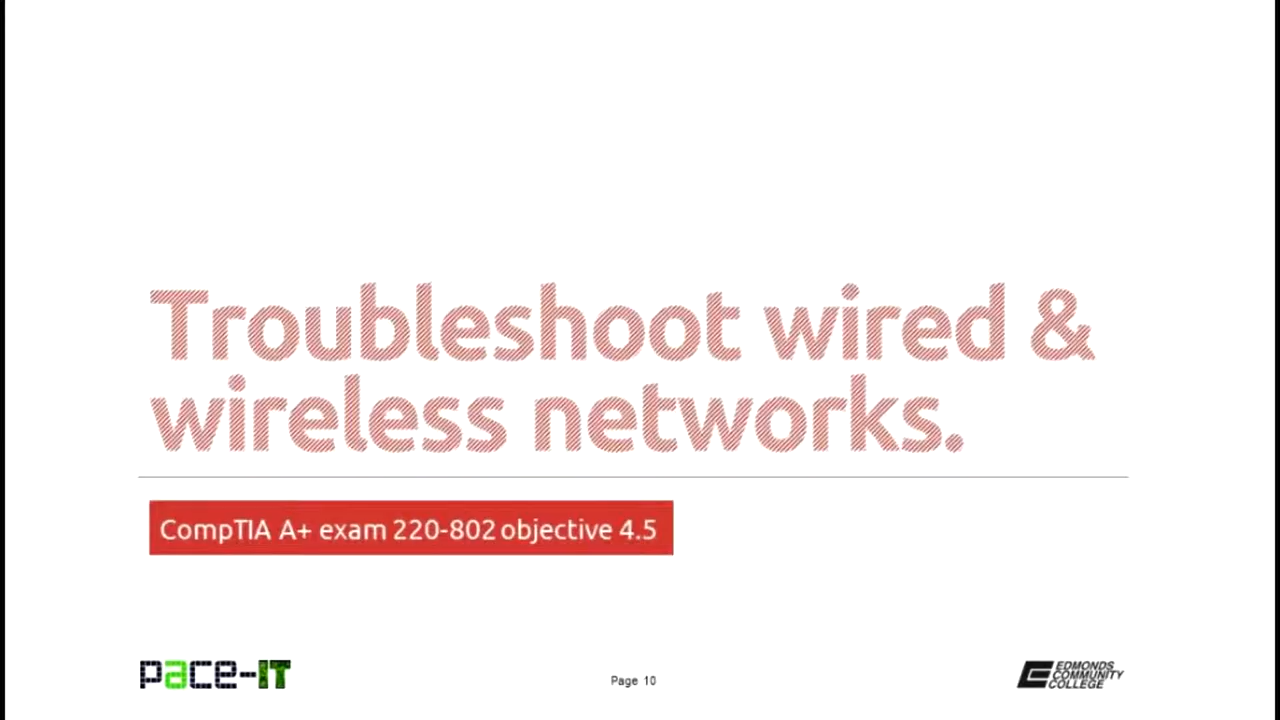 Troubleshoot wired &
wireless networks.
CompTIA A+ exam 220-802 objective 4.5
pace-IT
Page 10
EDMONDS
COMMUNITY
COLLEGE